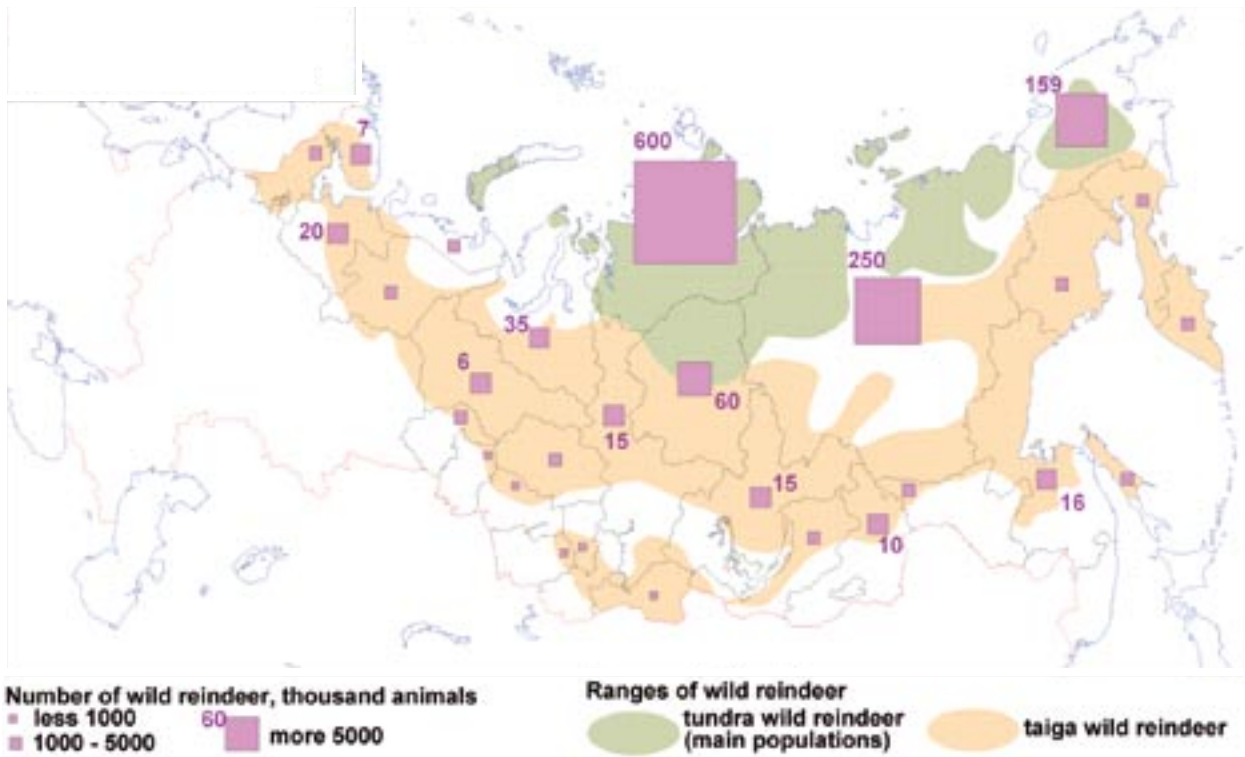 159
7
600
20
250
35
6
60
15
15
16
10
Number of wild reindeer, thousand animals
less 1000
1000 - 5000
60
more 5000
Ranges of wild reindeer
tundra wild reindeer
(main populations)
taiga wild reindeer